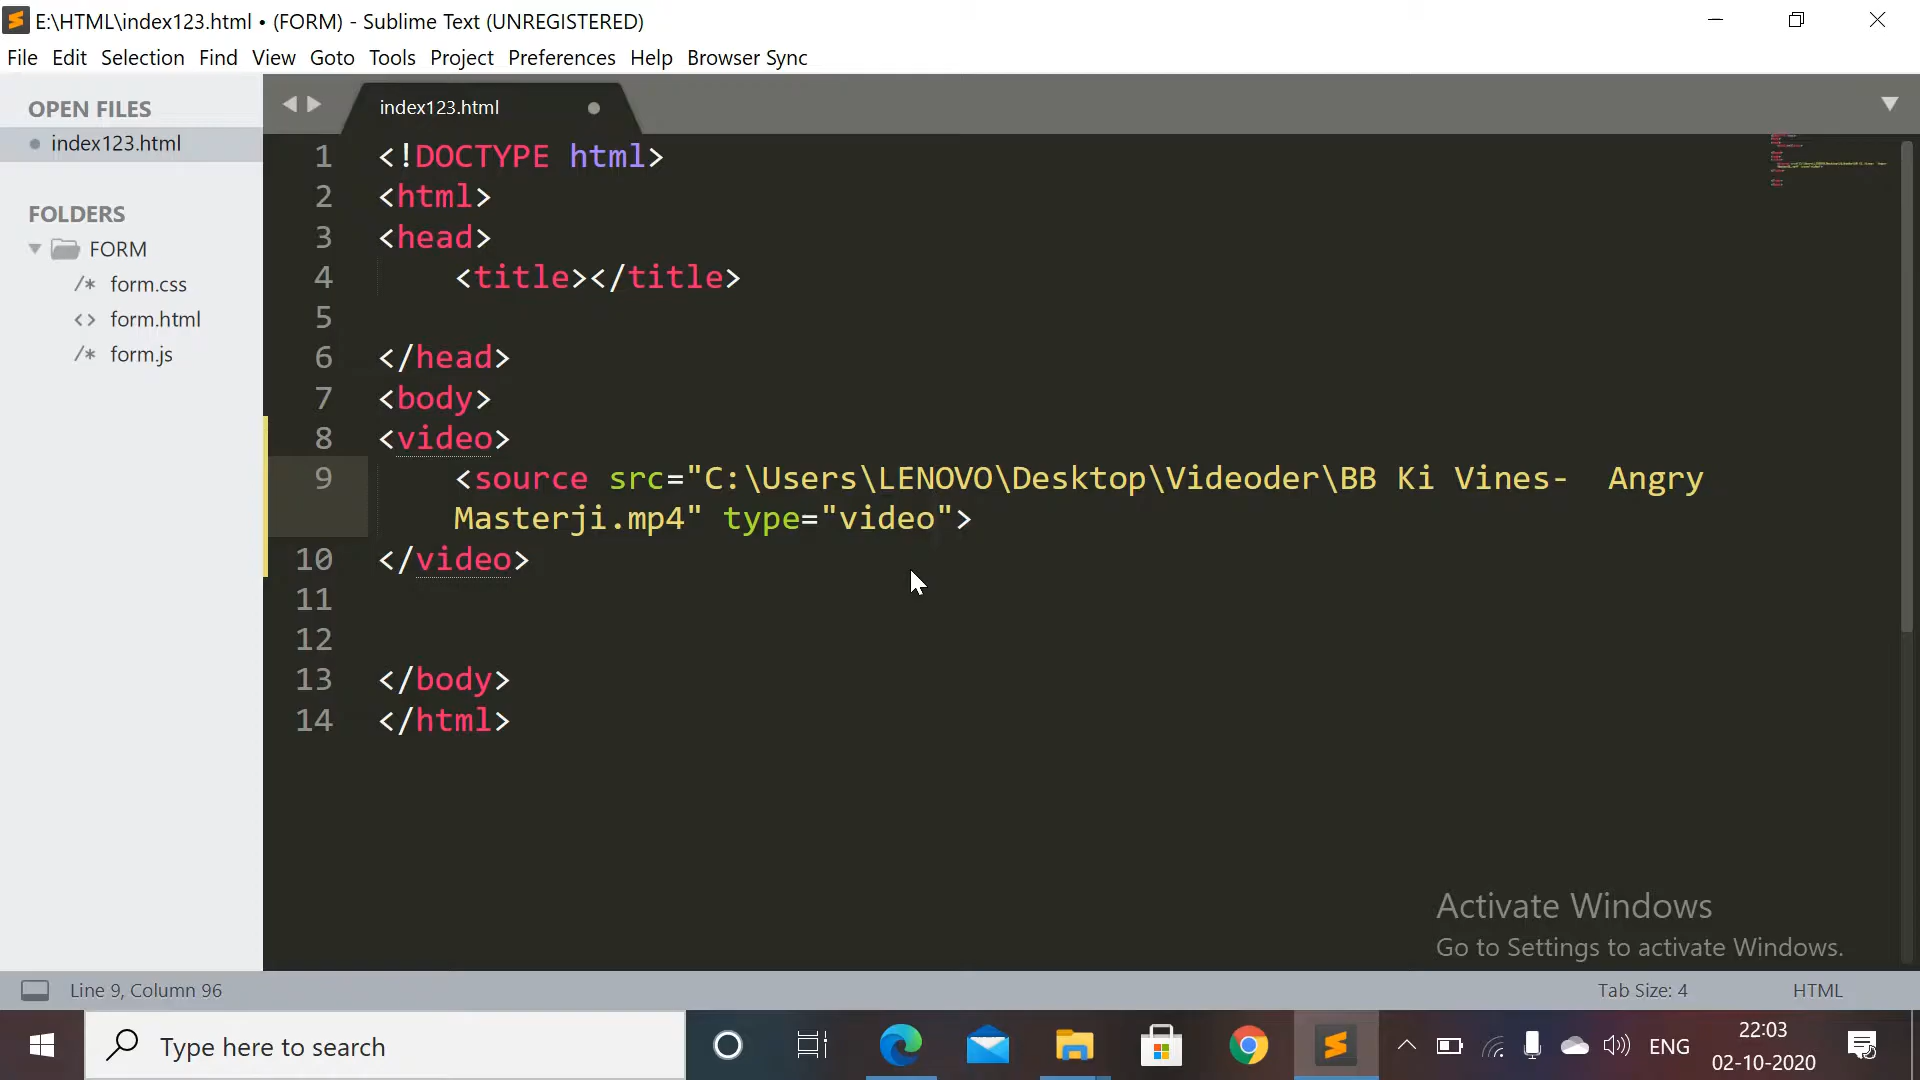 E:\HTML\index123.html • (FORM) - Sublime Text (UNREGISTERED)
File Edit Selection Find View Goto Tools Project Preferences Help Browser Sync
OPEN FILES
index123.html
FOLDERS
FORM
/* form.css
<> form.html
/* form.js
index123.html
1 <!DOCTYPE html>
2 <html>
3 <head>
4 <title></title>
5
6 </head>
7 <body>
8 <video>
9 <source src="C:\Users\LENOVO\Desktop\Videoder\BB Ki Vines-  Angry
Masterji.mp4" type="video">
10 </video>
11
12
13 </body>
14 </html>
Activate Windows
Go to Settings to activate Windows.
Line 9, Column 96
Tab Size: 4
HTML
Type here to search
ENG
22:03
02-10-2020